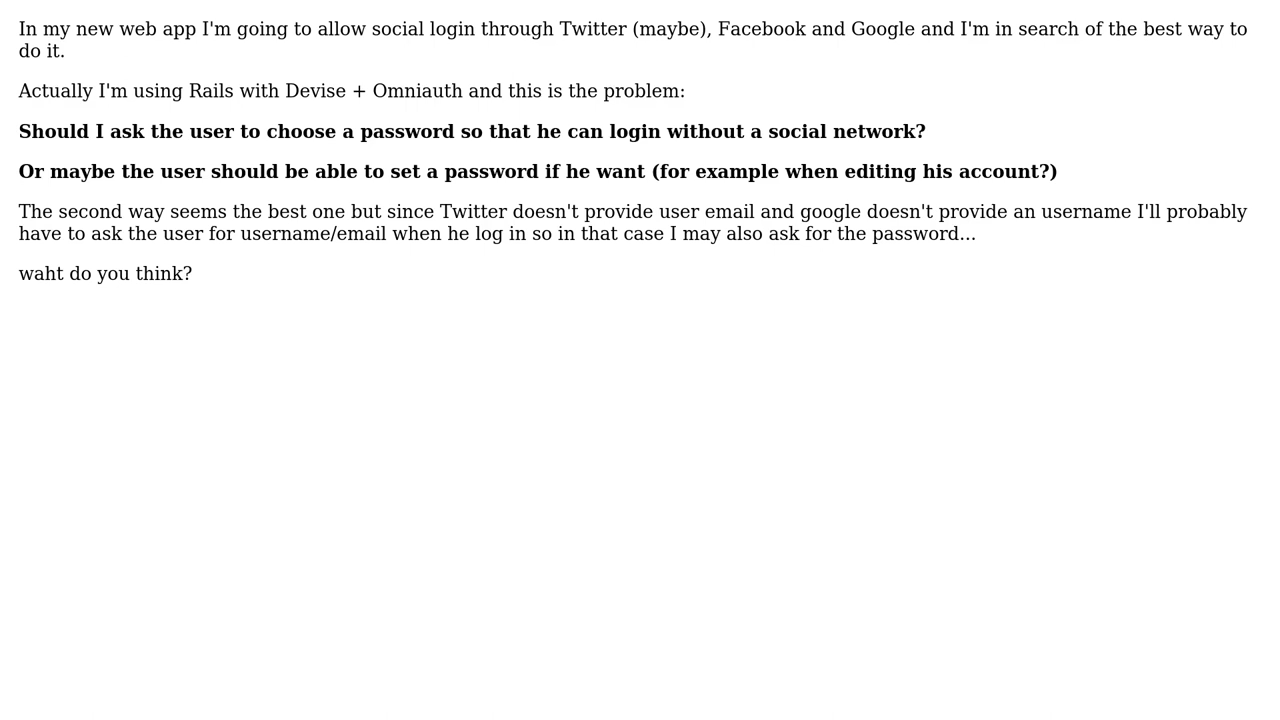 In my new web app I'm going to allow social login through Twitter (maybe), Facebook and Google and I'm in search of the best way to
do it.
Actually I'm using Rails with Devise + Omniauth and this is the problem:
Should I ask the user to choose a password so that he can login without a social network?
Or maybe the user should be able to set a password if he want (for example when editing his account?)
The second way seems the best one but since Twitter doesn't provide user email and google doesn't provide an username I'll probably
have to ask the user for username/email when he log in so in that case I may also ask for the password...
waht do you think?